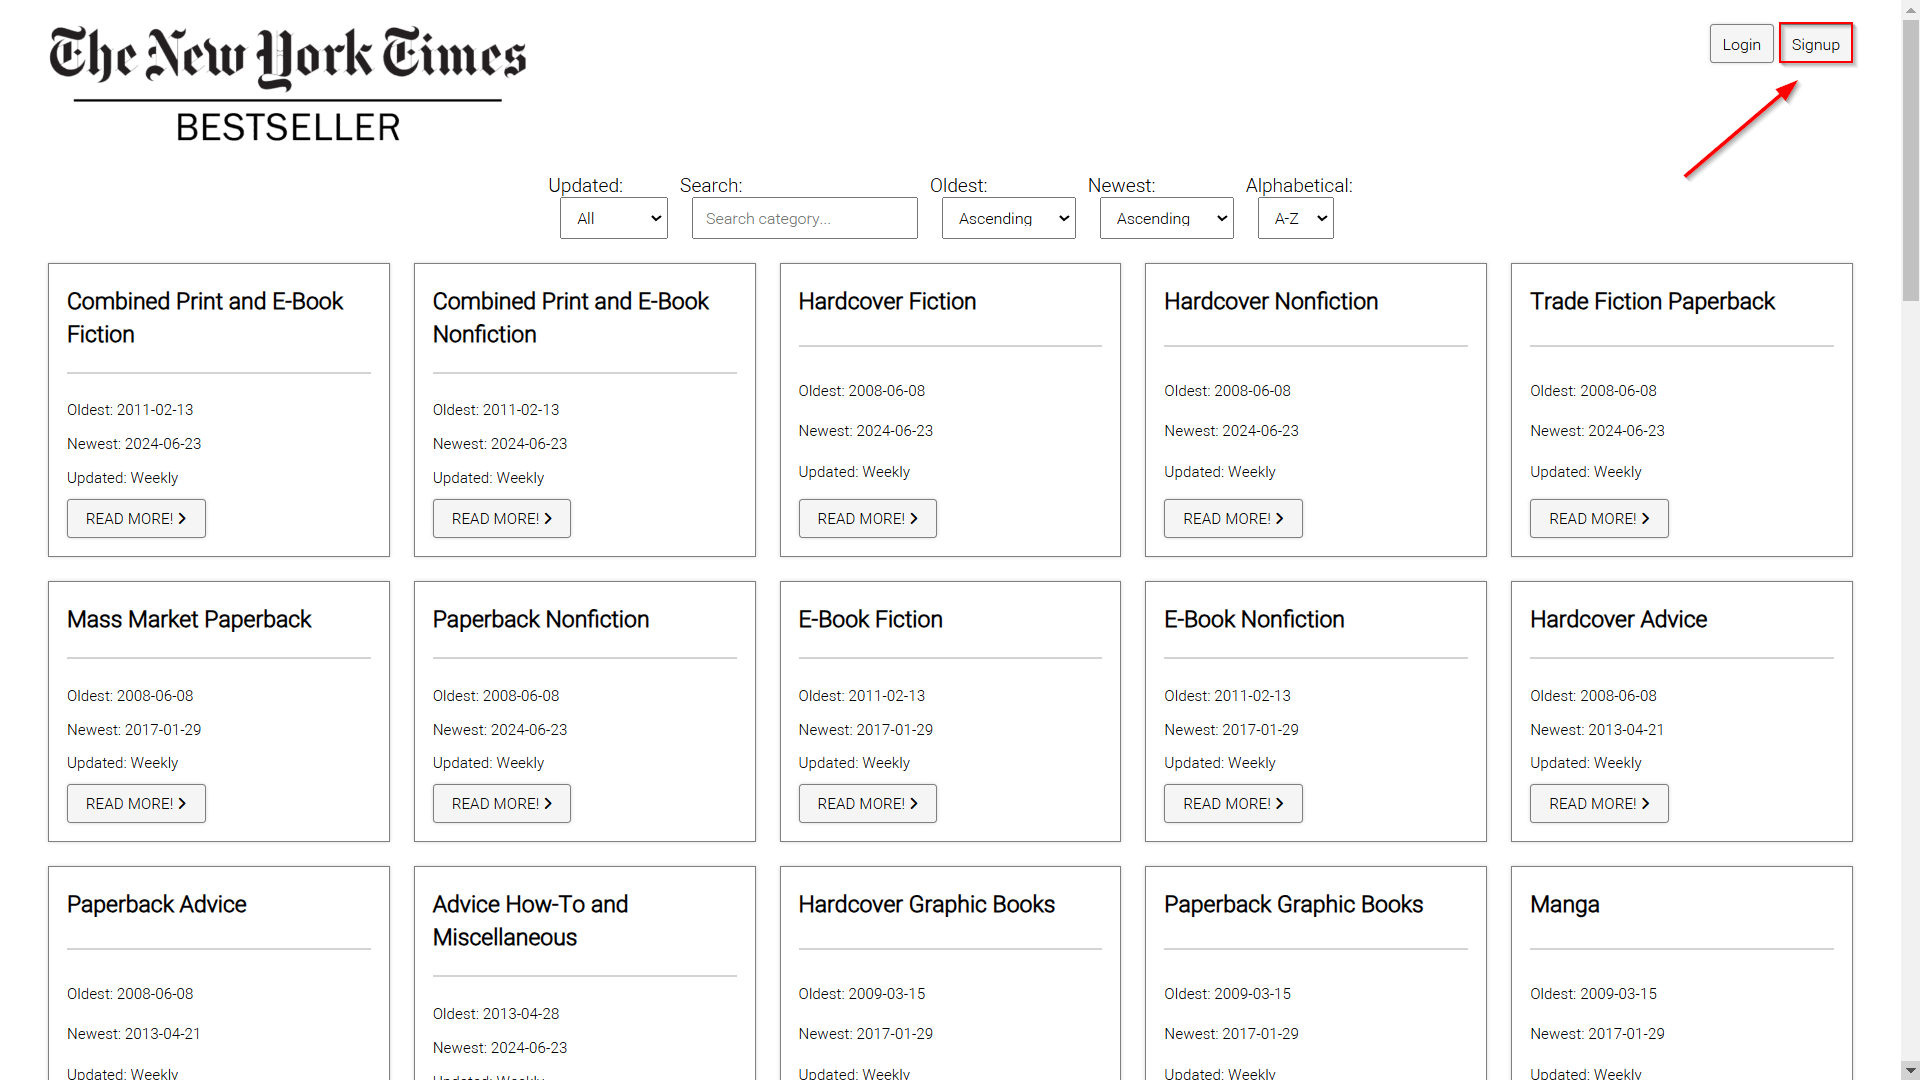 The New York Times
BESTSELLER
Login
Signup
Updated:
Search:
Oldest:
Newest:
Alphabetical:
All
Search category...
Ascending
Ascending
A-Z
Combined Print and E-Book
Fiction
Oldest: 2011-02-13
Newest: 2024-06-23
Updated: Weekly
READ MORE!
Combined Print and E-Book
Nonfiction
Oldest: 2011-02-13
Newest: 2024-06-23
Updated: Weekly
READ MORE!
Hardcover Fiction
Oldest: 2008-06-08
Newest: 2024-06-23
Updated: Weekly
READ MORE!
Hardcover Nonfiction
Oldest: 2008-06-08
Newest: 2024-06-23
Updated: Weekly
READ MORE!
Trade Fiction Paperback
Oldest: 2008-06-08
Newest: 2024-06-23
Updated: Weekly
READ MORE!
Mass Market Paperback
Oldest: 2008-06-08
Newest: 2017-01-29
Updated: Weekly
READ MORE!
Paperback Nonfiction
Oldest: 2008-06-08
Newest: 2024-06-23
Updated: Weekly
READ MORE!
E-Book Fiction
Oldest: 2011-02-13
Newest: 2017-01-29
Updated: Weekly
READ MORE!
E-Book Nonfiction
Oldest: 2011-02-13
Newest: 2017-01-29
Updated: Weekly
READ MORE!
Hardcover Advice
Oldest: 2008-06-08
Newest: 2013-04-21
Updated: Weekly
READ MORE!
Paperback Advice
Oldest: 2008-06-08
Newest: 2013-04-21
Updated: Weekly
Advice How-To and
Miscellaneous
Oldest: 2013-04-28
Newest: 2024-06-23
Updated: Weekly
Hardcover Graphic Books
Oldest: 2009-03-15
Newest: 2017-01-29
Updated: Weekly
Paperback Graphic Books
Oldest: 2009-03-15
Newest: 2017-01-29
Updated: Weekly
Manga
Oldest: 2009-03-15
Newest: 2017-01-29
Updated: Weekly